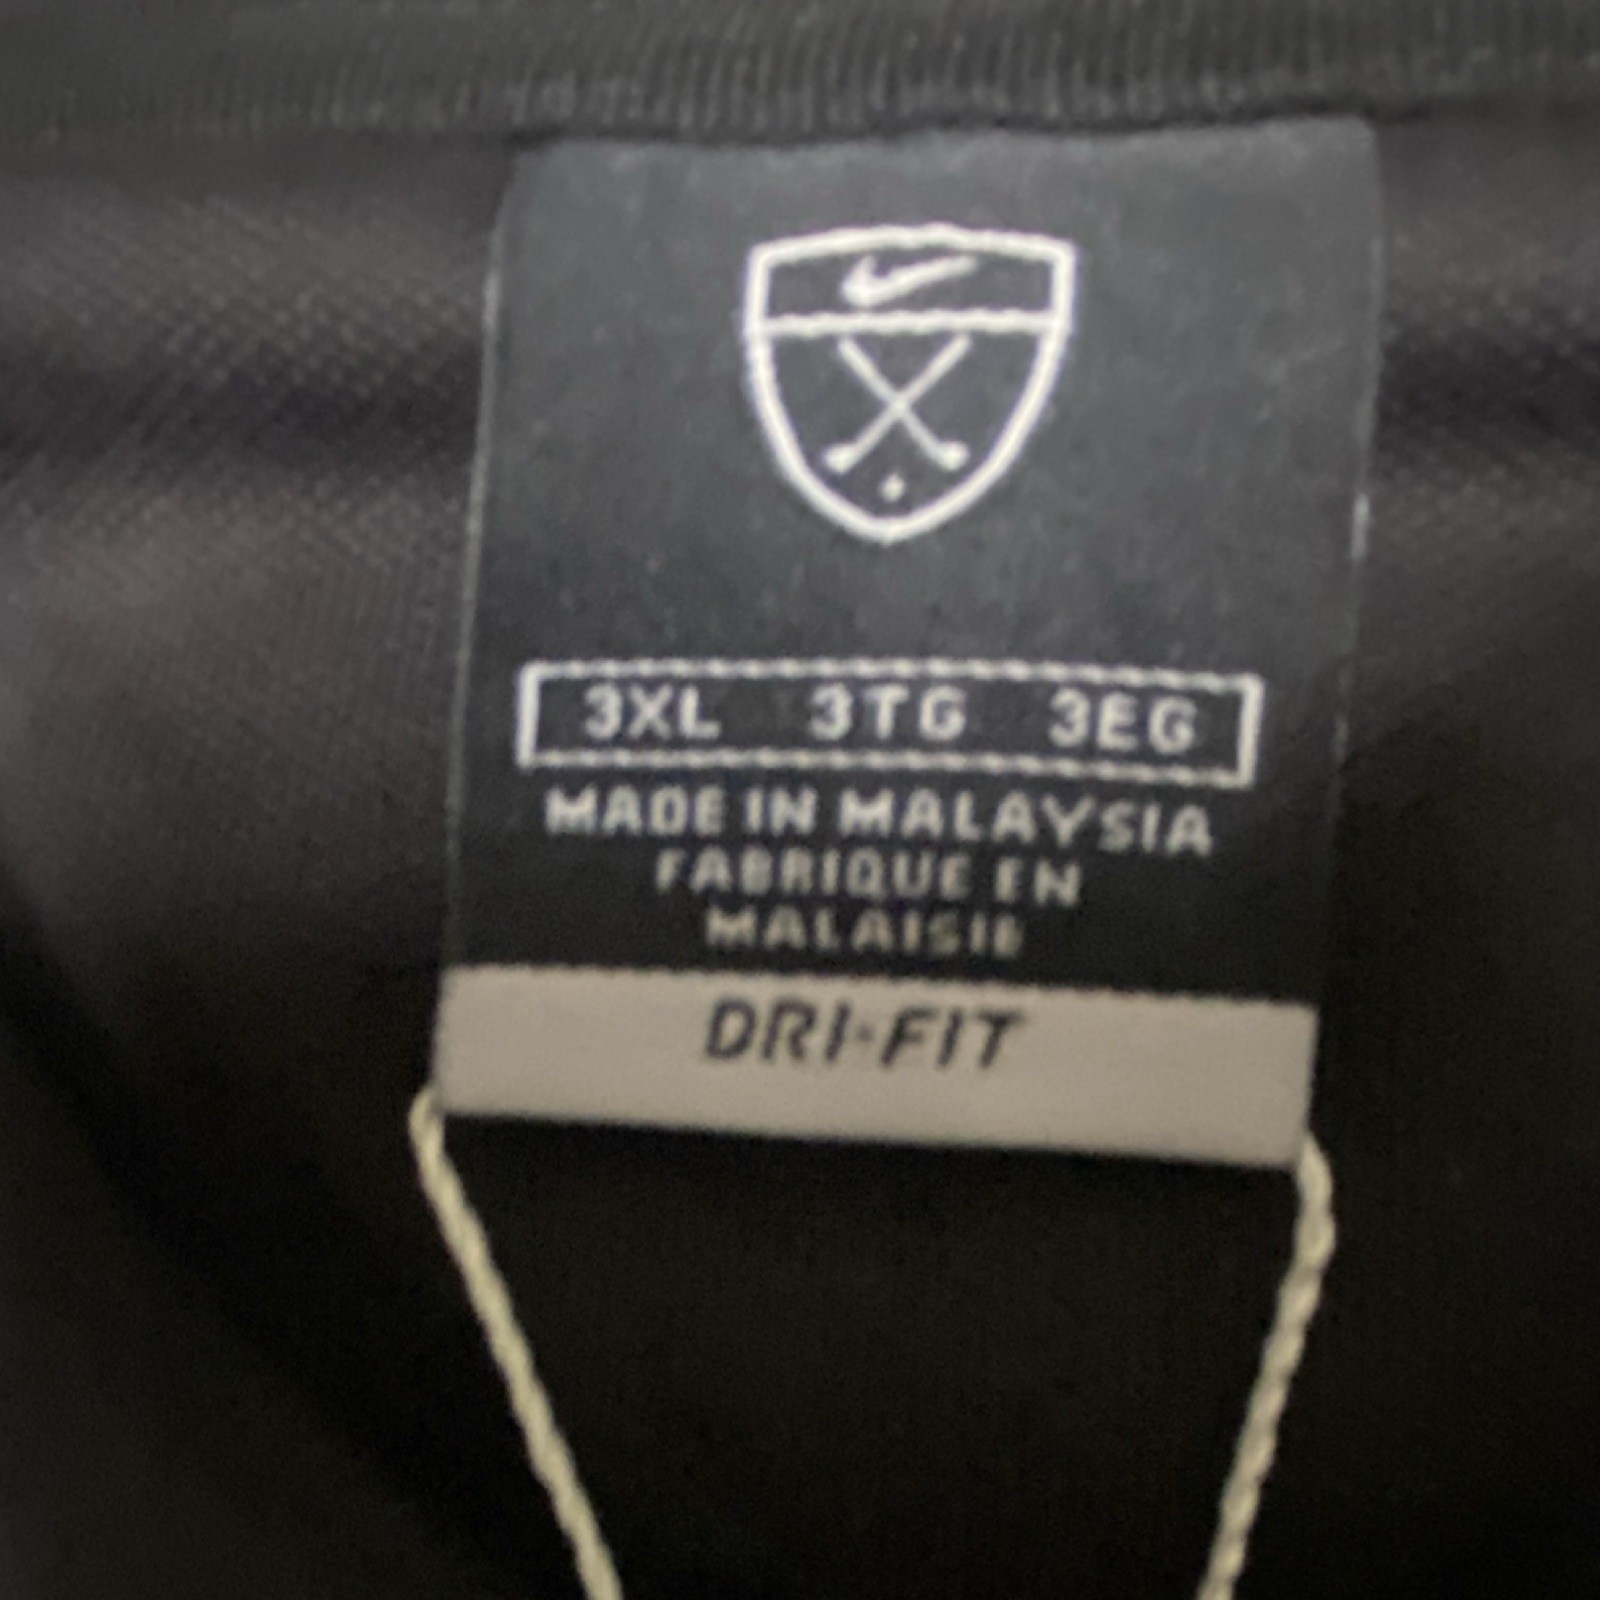 3XL 3TG 3EG
MADE IN MALAYSIA
FABRIQUE EN
MALAISIE
DRI-FIT